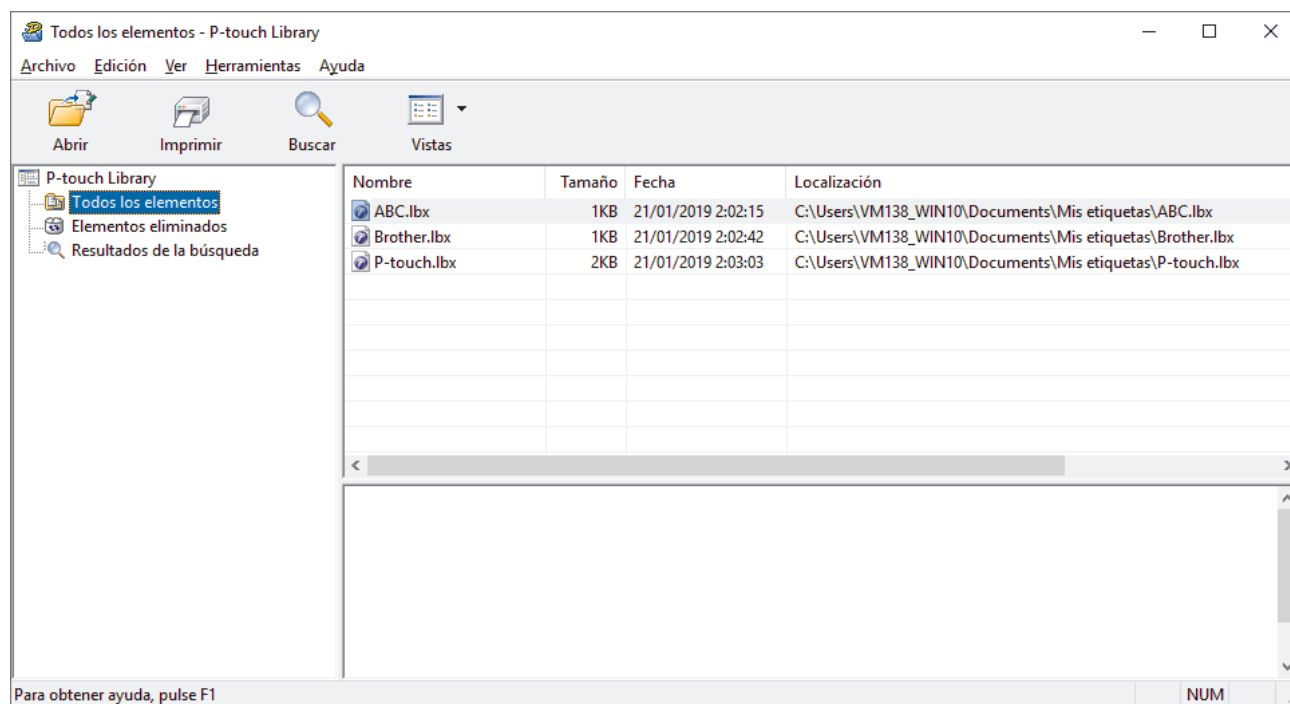 Todos los elementos - P-touch Library
Archivo Edición Ver Herramientas Ayuda
Abrir Imprimir Buscar Vistas
P-touch Library
Todos los elementos
Elementos eliminados
Resultados de la búsqueda
Nombre Tamaño Fecha Localización
ABC.lbx 1KB 21/01/2019 2:02:15 C:\Users\VM138_WIN10\Documents\Mis etiquetas\ABC.lbx
Brother.lbx 1KB 21/01/2019 2:02:42 C:\Users\VM138_WIN10\Documents\Mis etiquetas\Brother.lbx
P-touch.lbx 2KB 21/01/2019 2:03:03 C:\Users\VM138_WIN10\Documents\Mis etiquetas\P-touch.lbx
Para obtener ayuda, pulse F1 NUM